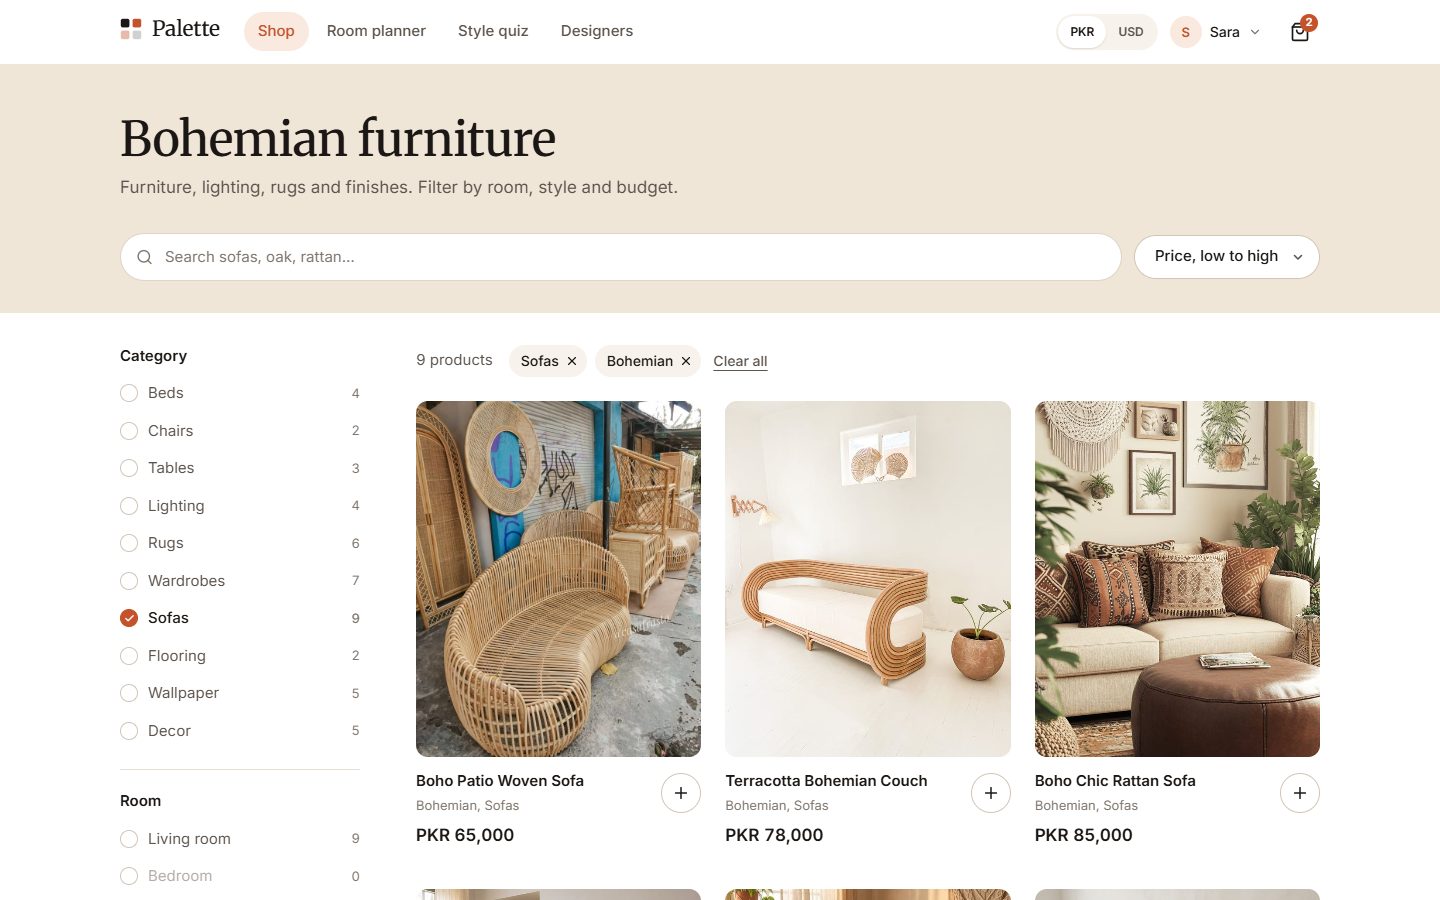 Palette
Shop
Room planner
Style quiz
Designers
PKR
USD
S
Sara
2
Bohemian furniture
Furniture, lighting, rugs and finishes. Filter by room, style and budget.
Search sofas, oak, rattan...
Price, low to high
Category
Beds 4
Chairs 2
Tables 3
Lighting 4
Rugs 6
Wardrobes 7
Sofas 9
Flooring 2
Wallpaper 5
Decor 5
Room
Living room 9
Bedroom 0
9 products
Sofas
Bohemian
Clear all
Boho Patio Woven Sofa
Bohemian, Sofas
PKR 65,000
Terracotta Bohemian Couch
Bohemian, Sofas
PKR 78,000
Boho Chic Rattan Sofa
Bohemian, Sofas
PKR 85,000